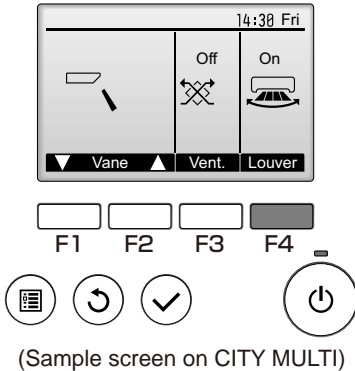 14:30 Fri
Off On
Vane Vent. Louver
F1 F2 F3 F4
(Sample screen on CITY MULTI)